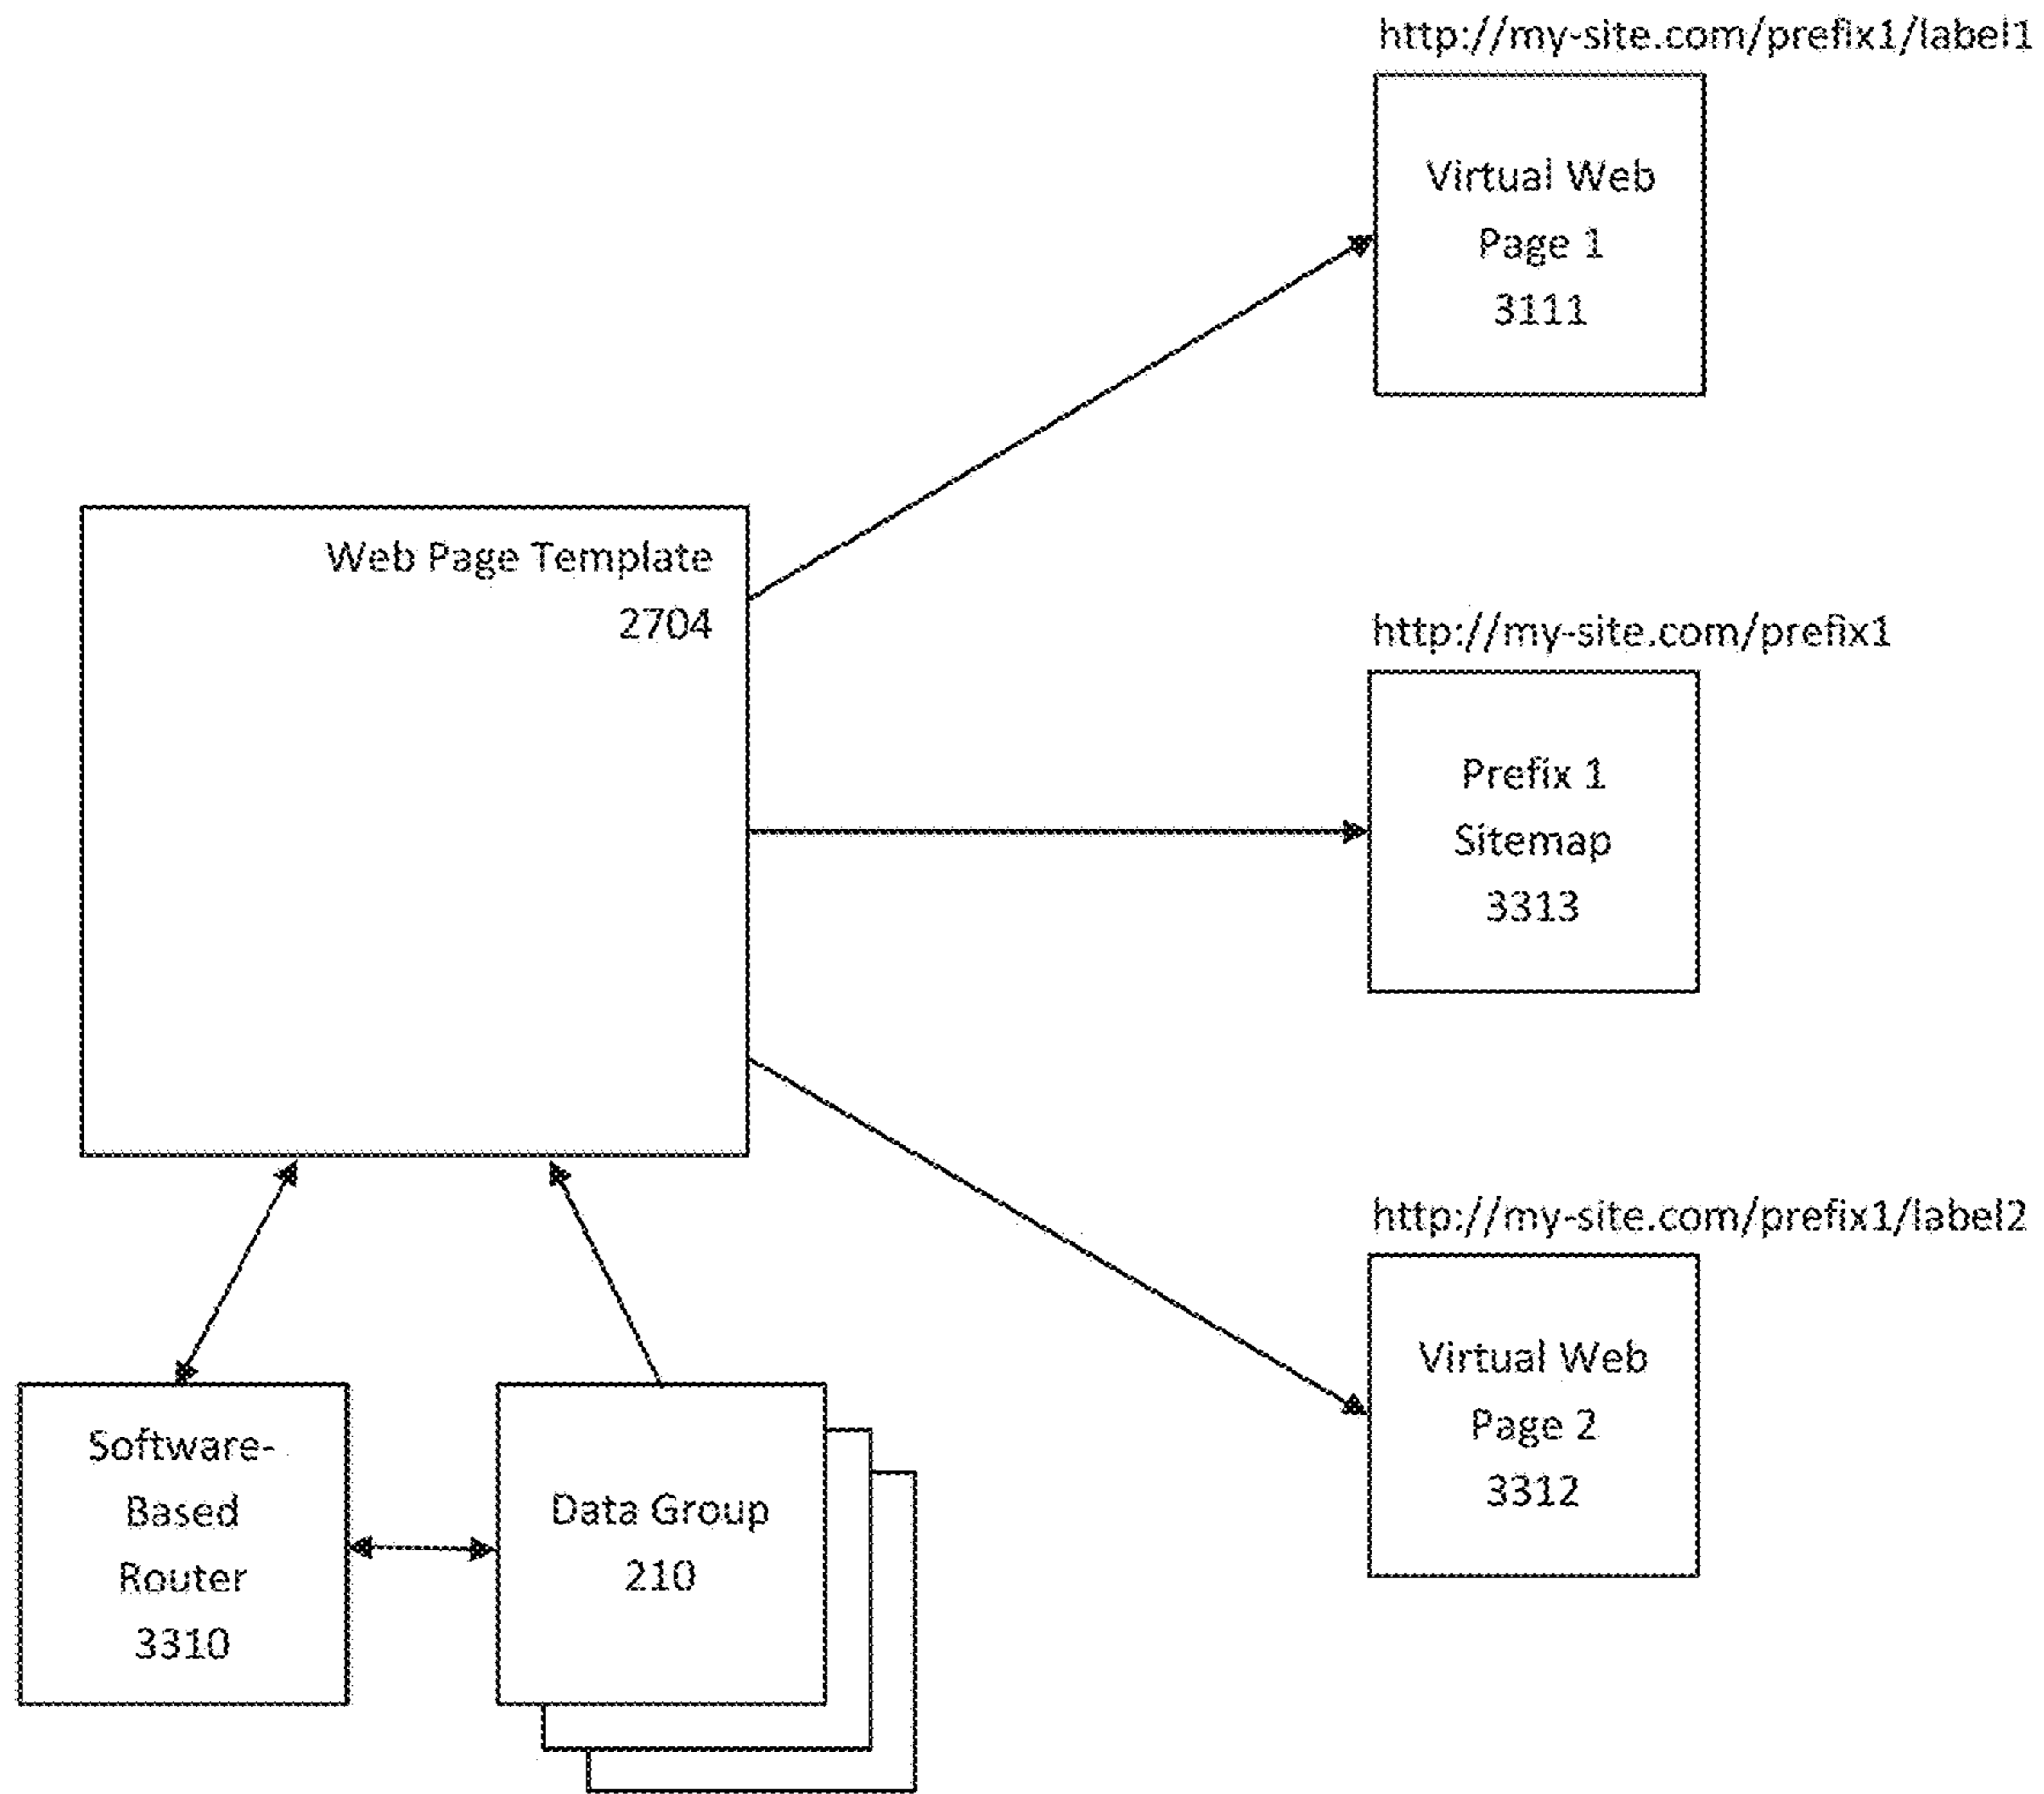 http://my-site.com/prefix1/label1
Virtual Web
Page 1
3111
Web Page Template
2704
http://my-site.com/prefix1
Prefix 1
Sitemap
3313
http://my-site.com/prefix1/label2
Virtual Web
Page 2
3312
Software-
Based
Router
3310
Data Group
210